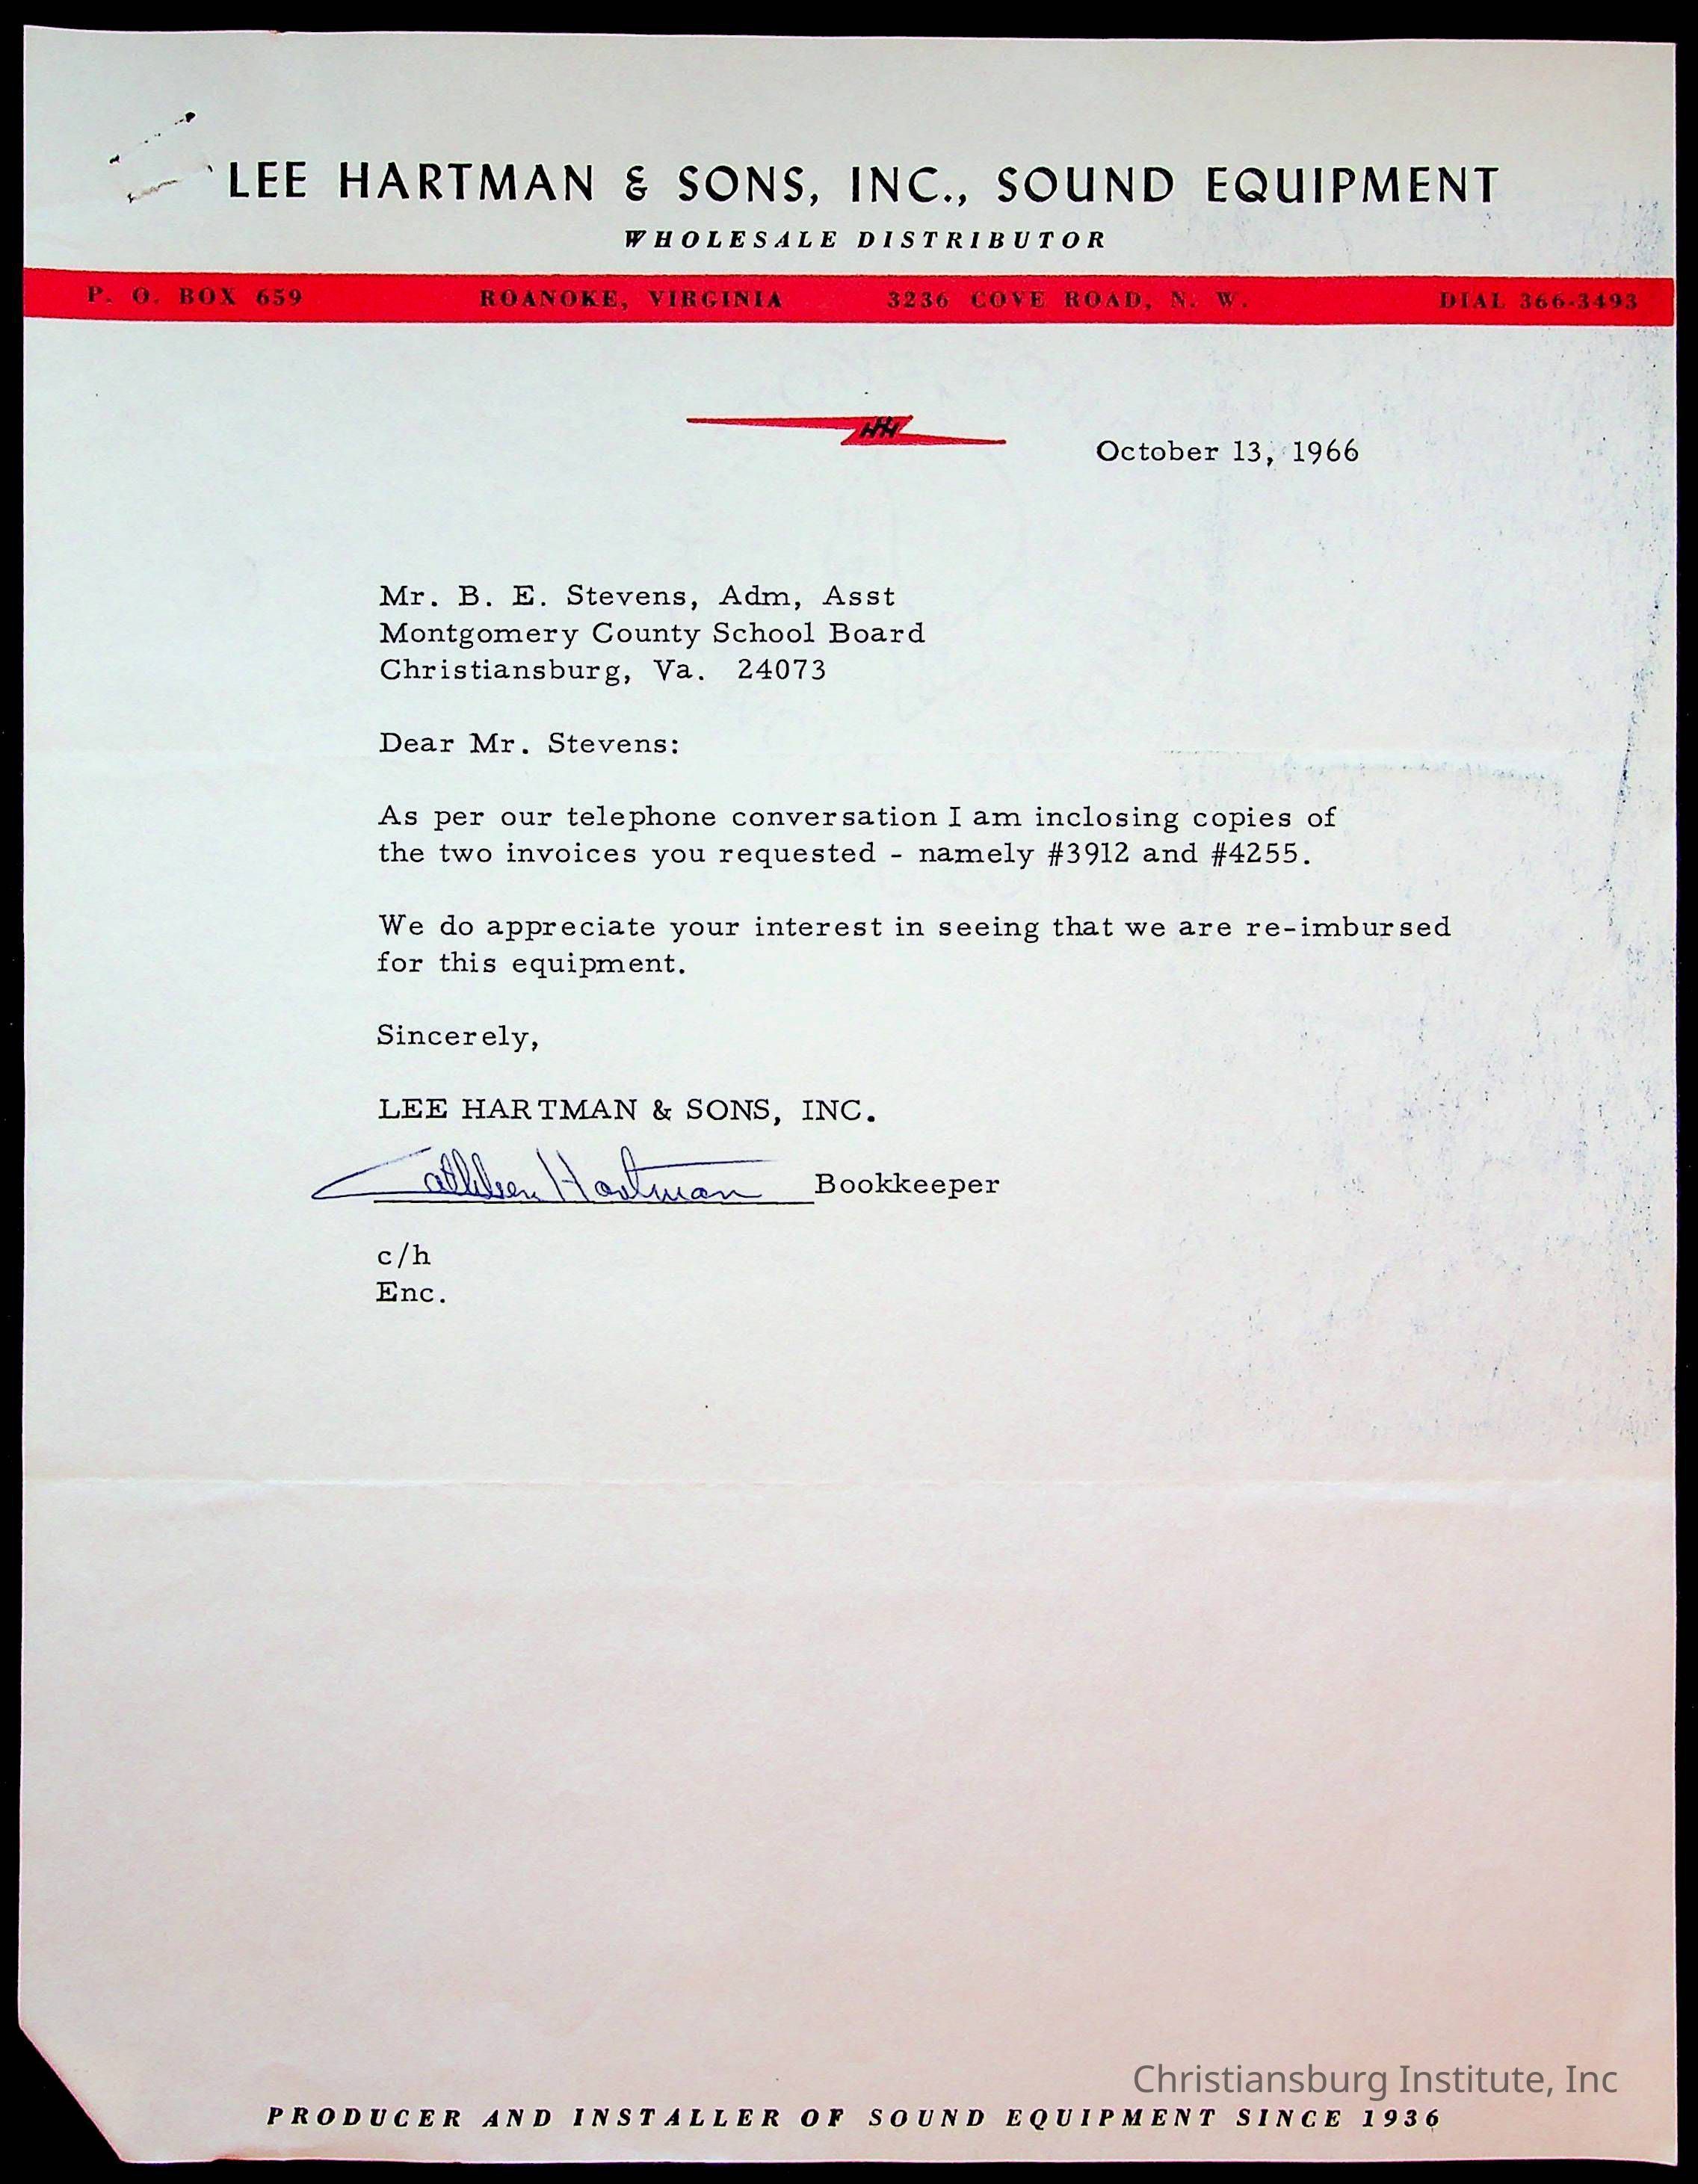 LEE HARTMAN & SONS, INC., SOUND EQUIPMENT
WHOLESALE DISTRIBUTOR
P. O. BOX 659 ROANOKE, VIRGINIA 3236 COVE ROAD, N. W. DIAL 366-3493
October 13, 1966
Mr. B. E. Stevens, Adm, Asst
Montgomery County School Board
Christiansburg, Va. 24073
Dear Mr. Stevens:
As per our telephone conversation I am inclosing copies of
the two invoices you requested - namely #3912 and #4255.
We do appreciate your interest in seeing that we are re-imbursed
for this equipment.
Sincerely,
LEE HARTMAN & SONS, INC.
Cathleen Hartman Bookkeeper
c/h
Enc.
Christiansburg Institute, Inc
PRODUCER AND INSTALLER OF SOUND EQUIPMENT SINCE 1936